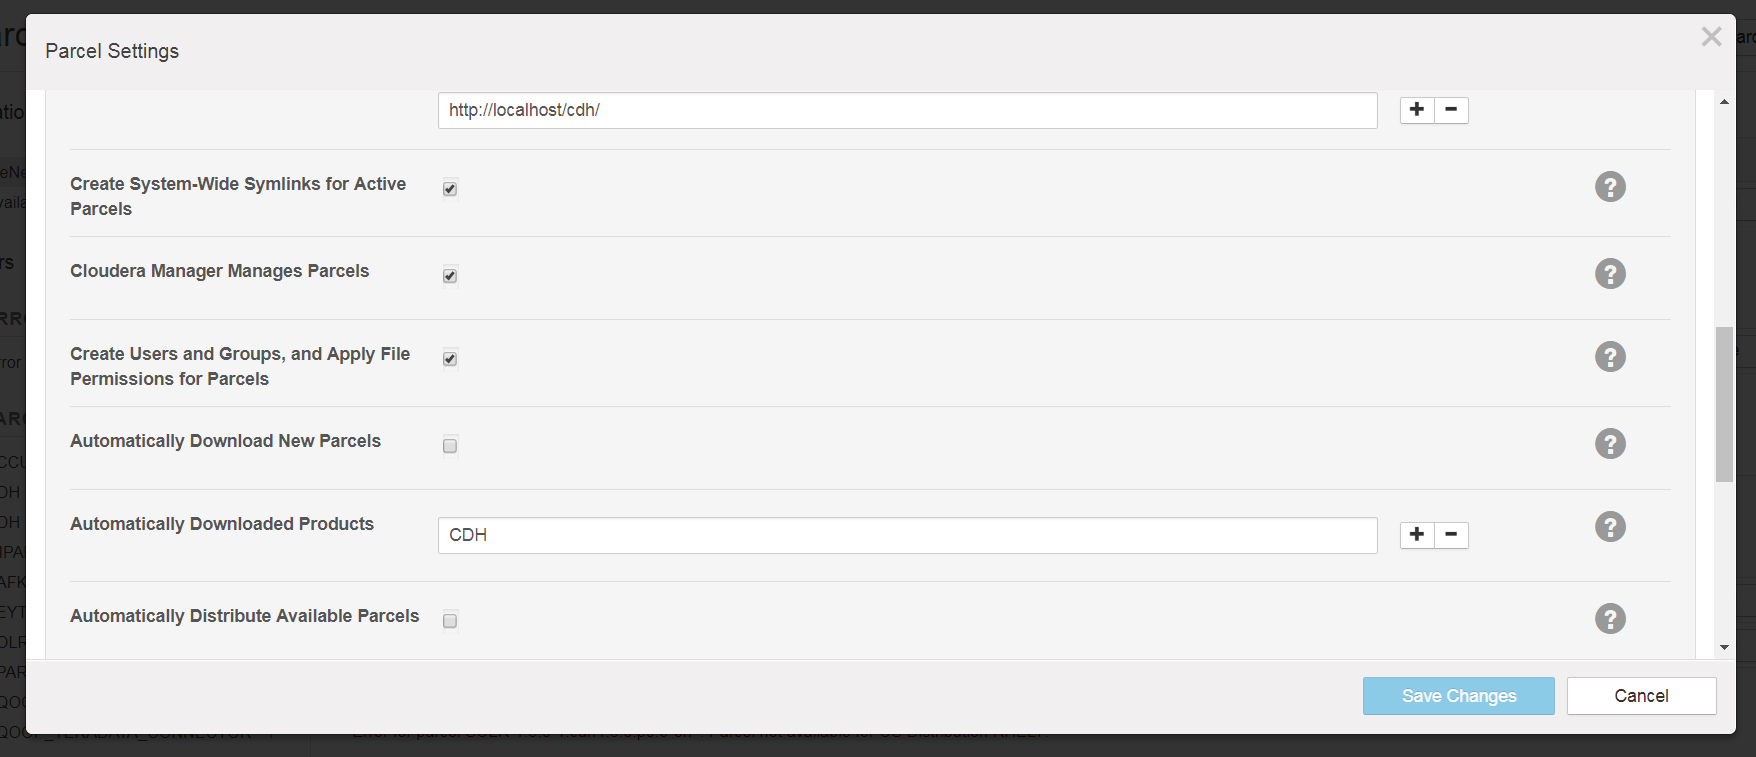 Parcel Settings
http://localhost/cdh/
Create System-Wide Symlinks for Active
Parcels
Cloudera Manager Manages Parcels
Create Users and Groups, and Apply File
Permissions for Parcels
Automatically Download New Parcels
Automatically Downloaded Products
CDH
Automatically Distribute Available Parcels
Save Changes
Cancel